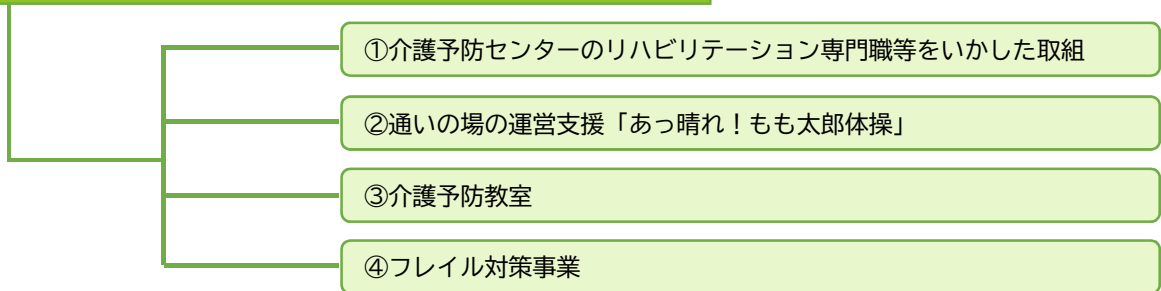 ①介護予防センターのリハビリテーション専門職等をいかした取組
②通いの場の運営支援「あっ晴れ！もも太郎体操」
③介護予防教室
④フレイル対策事業